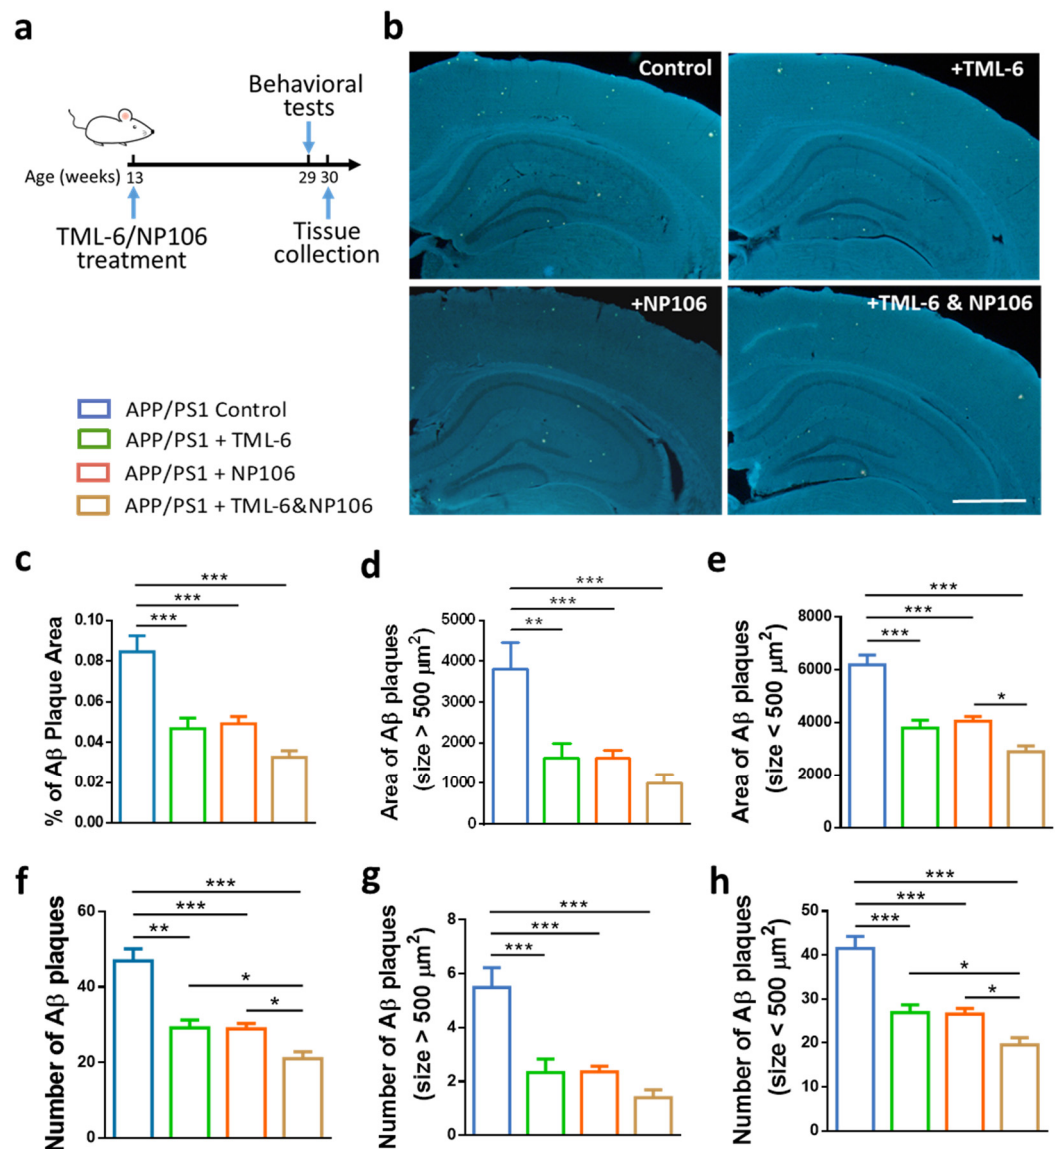 a
Behavioral
tests
Age (weeks) 13
29 30
TML-6/NP106
treatment
Tissue
collection
b
Control
+TML-6
+NP106
+TML-6 & NP106
APP/PS1 Control
APP/PS1 + TML-6
APP/PS1 + NP106
APP/PS1 + TML-6&NP106
c
% of Aβ Plaque Area
0.10
0.08
0.06
0.04
0.02
0.00
***
***
***
d
Area of Aβ plaques
(size > 500 μm²)
5000
4000
3000
2000
1000
0
***
***
**
e
Area of Aβ plaques
(size < 500 μm²)
8000
6000
4000
2000
0
***
***
***
*
f
Number of Aβ plaques
60
40
20
0
***
***
**
*
*
g
Number of Aβ plaques
(size > 500 μm²)
8
6
4
2
0
***
***
***
h
Number of Aβ plaques
(size < 500 μm²)
50
40
30
20
10
0
***
***
***
*
*